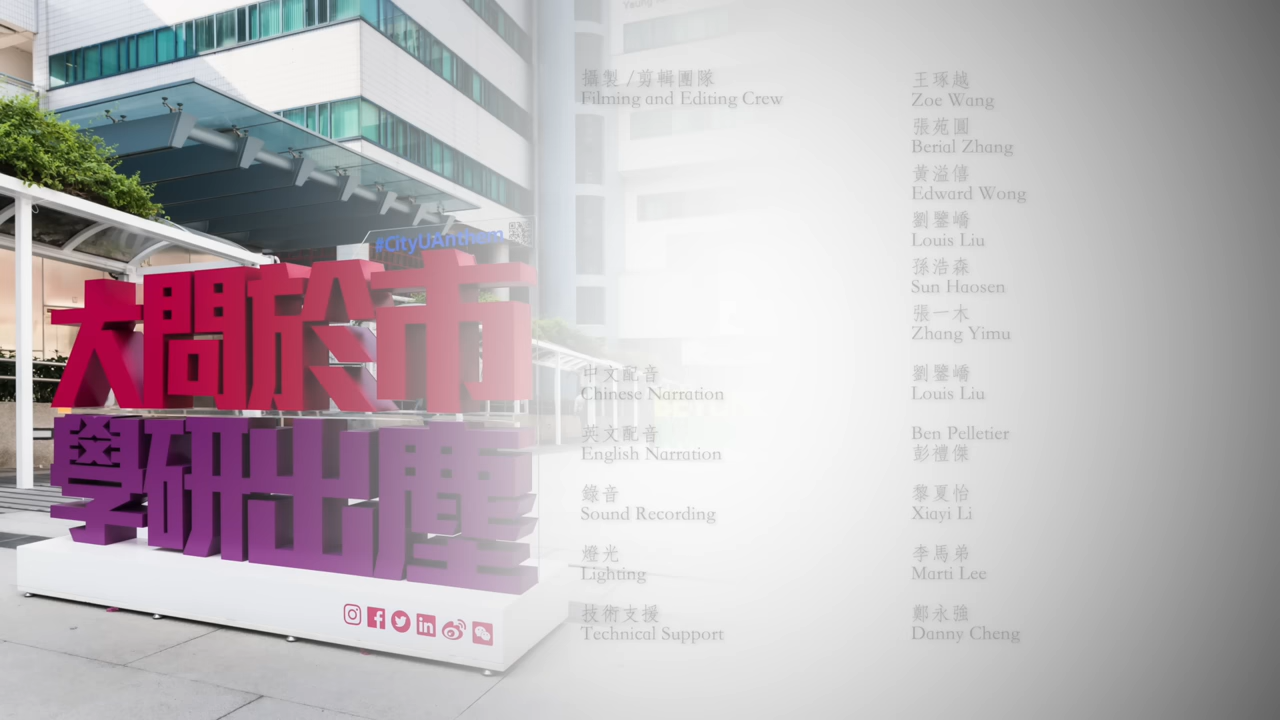 #CityUAnthem
大問於市
學研出塵
攝製 /剪輯團隊
Filming and Editing Crew
王琢越
Zoe Wang
張苑圓
Berial Zhang
黃溢僖
Edward Wong
劉鑒嶠
Louis Liu
孫浩森
Sun Haosen
張一木
Zhang Yimu
中文配音
Chinese Narration
劉鑒嶠
Louis Liu
英文配音
English Narration
Ben Pelletier
彭禮傑
錄音
Sound Recording
黎夏怡
Xiayi Li
燈光
Lighting
李馬弟
Marti Lee
技術支援
Technical Support
鄭永強
Danny Cheng